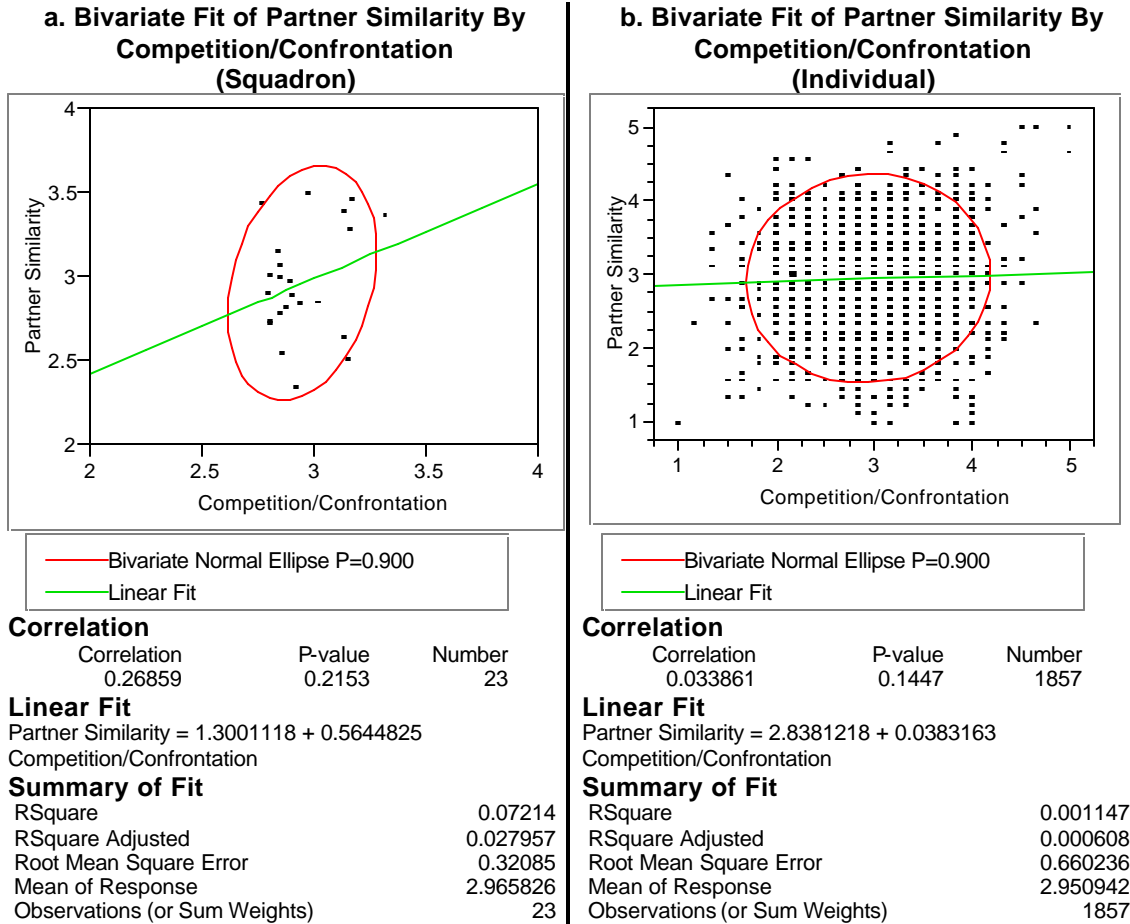 a. Bivariate Fit of Partner Similarity By
Competition/Confrontation
(Squadron)
4
3.5
3
2.5
2
Partner Similarity
2
2.5
3
3.5
4
Competition/Confrontation
Bivariate Normal Ellipse P=0.900
Linear Fit
Correlation
Correlation P-value Number
0.26859 0.2153 23
Linear Fit
Partner Similarity = 1.3001118 + 0.5644825
Competition/Confrontation
Summary of Fit
RSquare 0.07214
RSquare Adjusted 0.027957
Root Mean Square Error 0.32085
Mean of Response 2.965826
Observations (or Sum Weights) 23
b. Bivariate Fit of Partner Similarity By
Competition/Confrontation
(Individual)
5
4
3
2
1
Partner Similarity
1
2
3
4
5
Competition/Confrontation
Bivariate Normal Ellipse P=0.900
Linear Fit
Correlation
Correlation P-value Number
0.033861 0.1447 1857
Linear Fit
Partner Similarity = 2.8381218 + 0.0383163
Competition/Confrontation
Summary of Fit
RSquare 0.001147
RSquare Adjusted 0.000608
Root Mean Square Error 0.660236
Mean of Response 2.950942
Observations (or Sum Weights) 1857